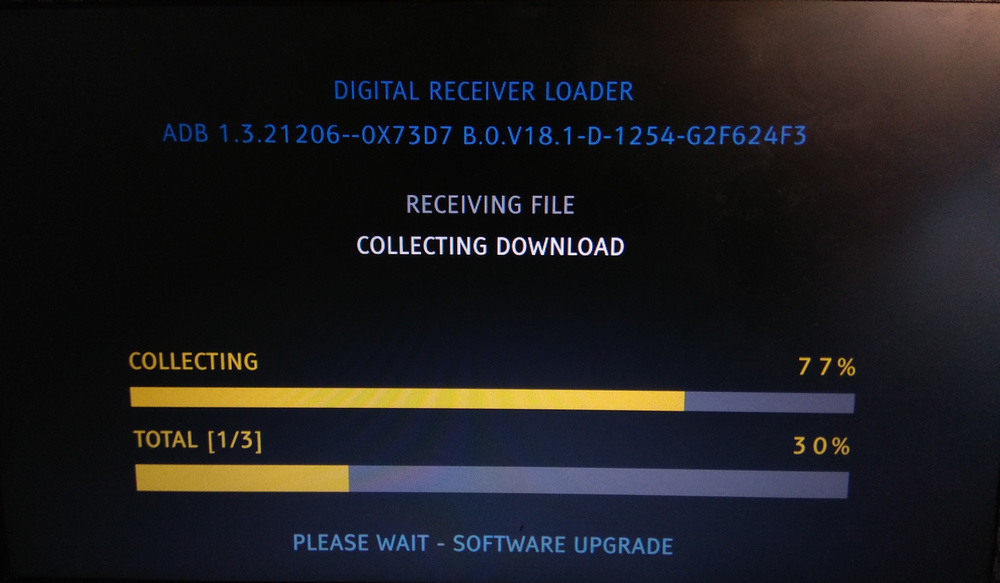 DIGITAL RECEIVER LOADER
ADB 1.3.21206--0X73D7 B.0.V18.1-D-1254-G2F624F3
RECEIVING FILE
COLLECTING DOWNLOAD
COLLECTING 77%
TOTAL [1/3] 30%
PLEASE WAIT - SOFTWARE UPGRADE